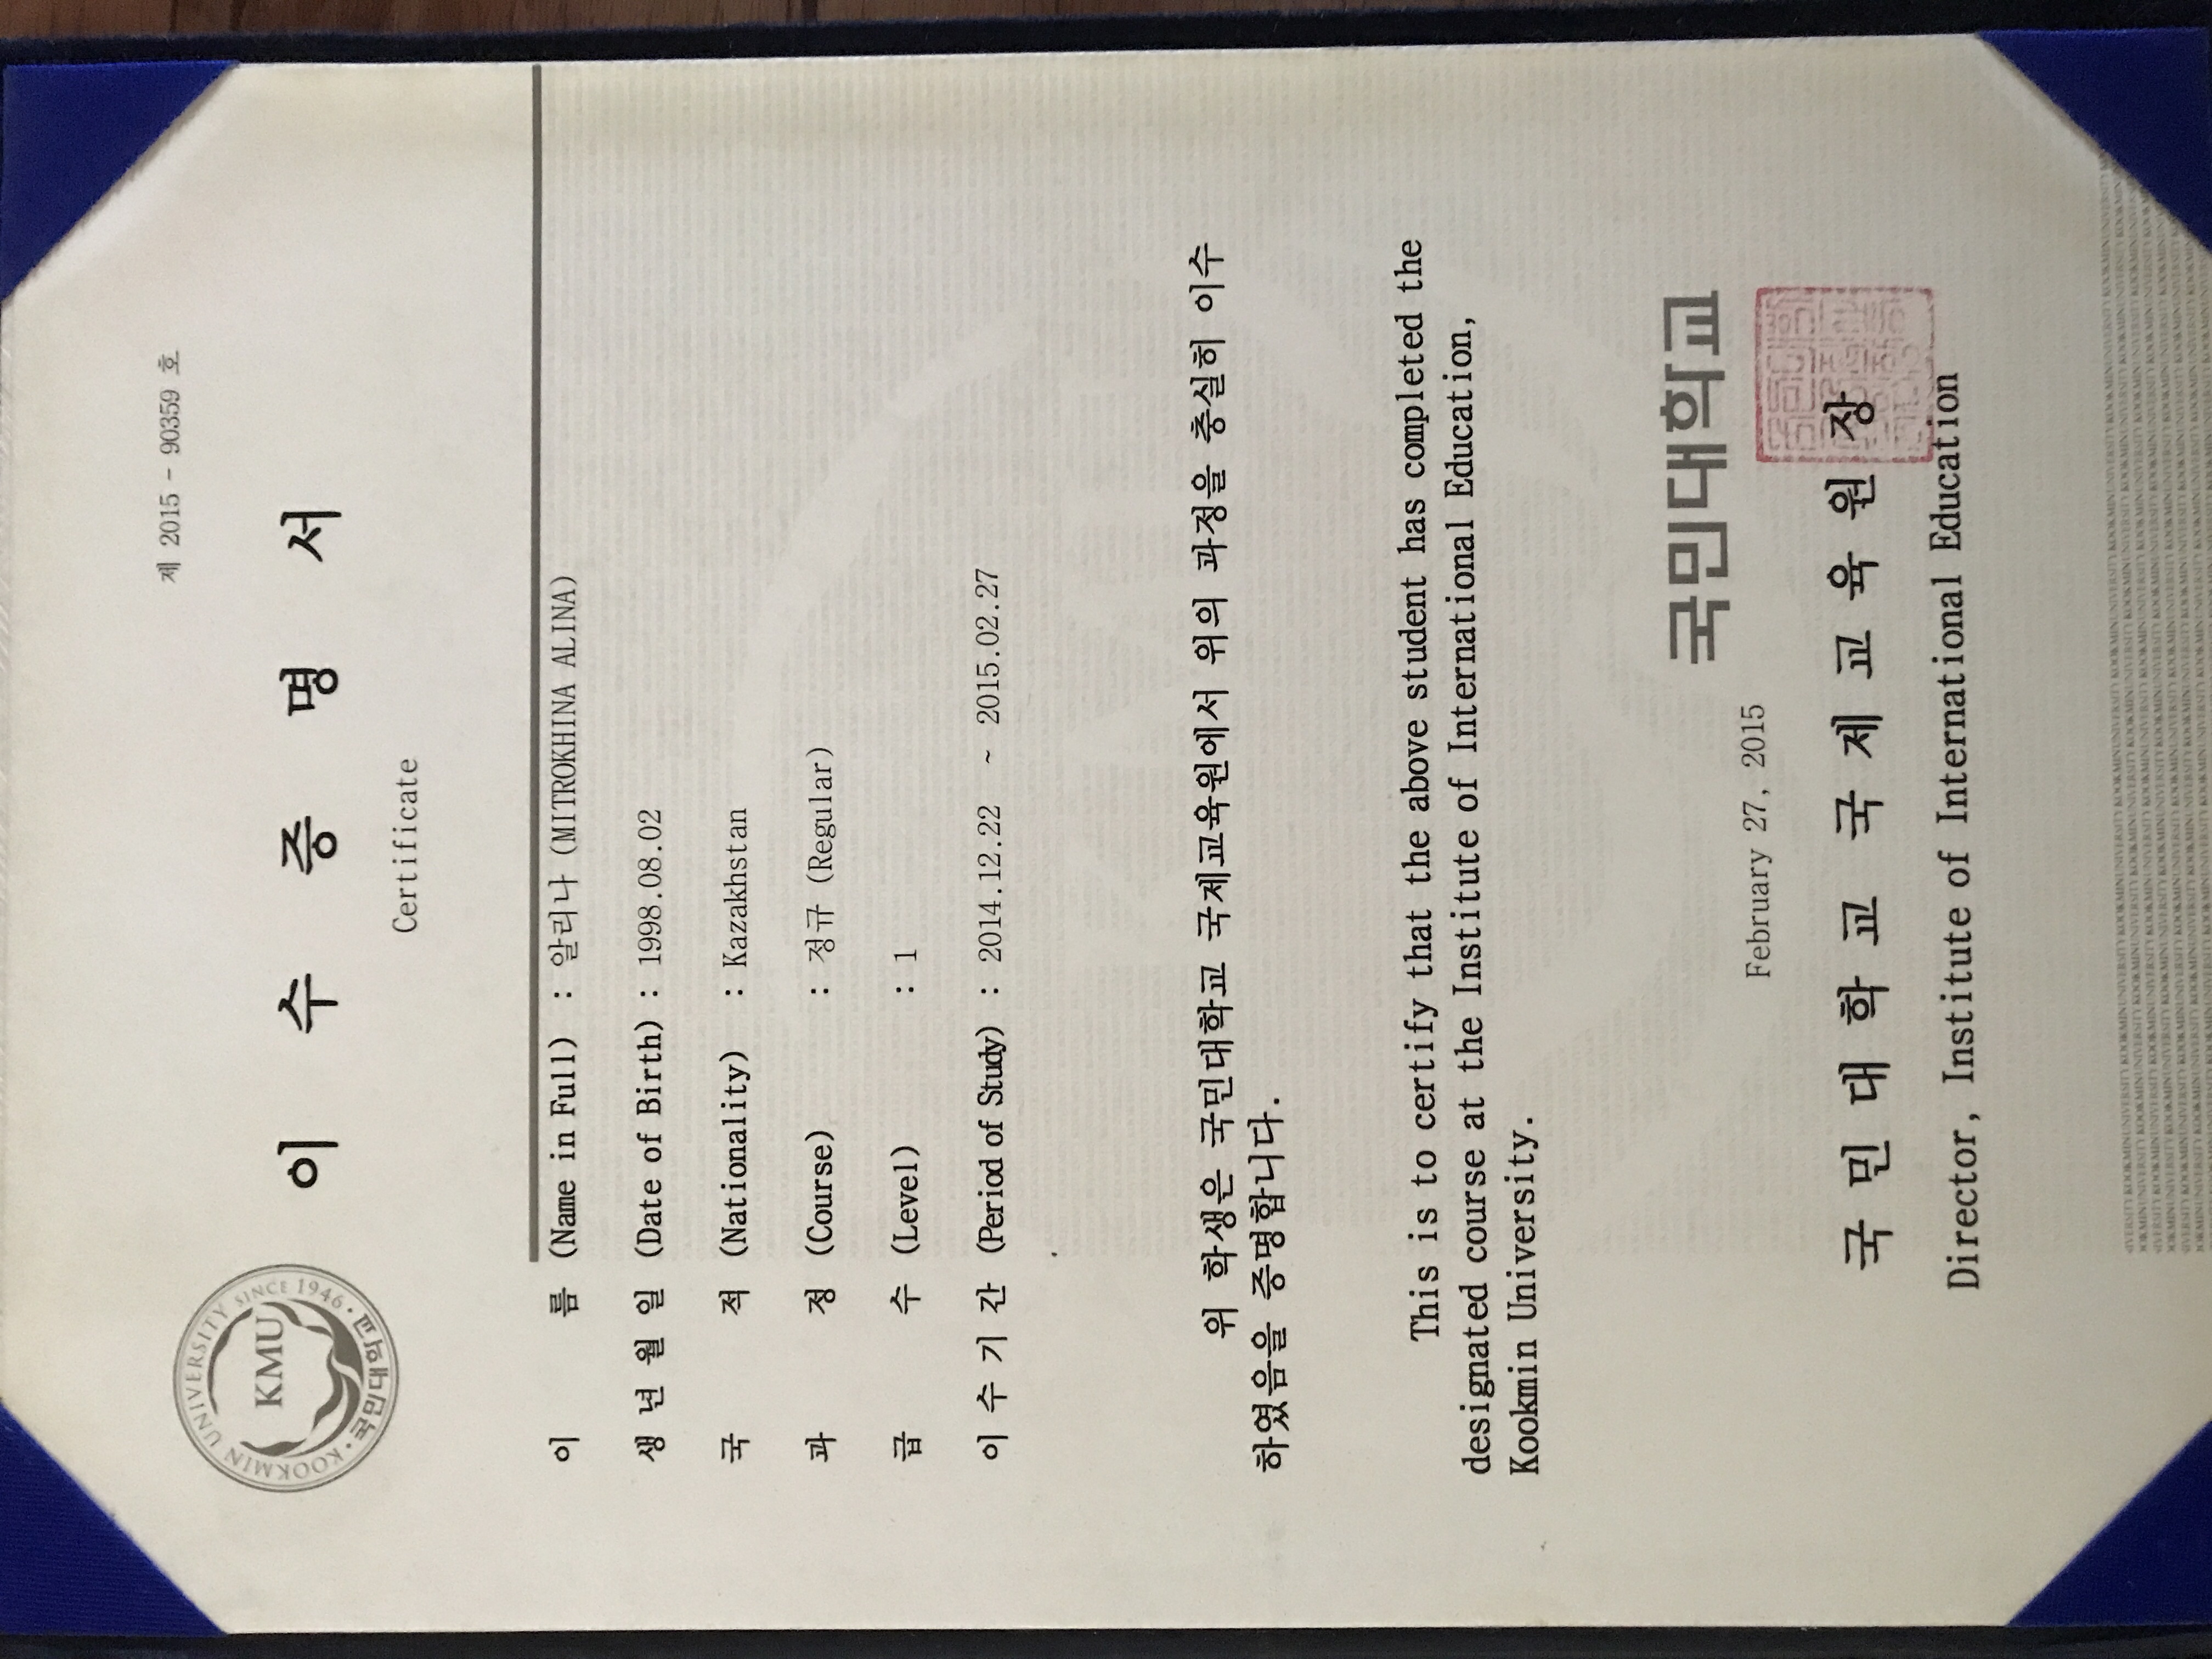 제 2015 - 90359 호
KOOKMIN UNIVERSITY SINCE 1946 · 국민대학교 ·
KMU
이 수 증 명 서
Certificate
이 름 (Name in Full) : 알리나 (MITROKHINA ALINA)
생 년 월 일 (Date of Birth) : 1998.08.02
국 적 (Nationality) : Kazakhstan
과 정 (Course) : 정규 (Regular)
급 수 (Level) : 1
이 수 기 간 (Period of Study) : 2014.12.22 ~ 2015.02.27
위 학생은 국민대학교 국제교육원에서 위의 과정을 충실히 이수
하였음을 증명합니다.
This is to certify that the above student has completed the
designated course at the Institute of International Education,
Kookmin University.
국민대학교
February 27, 2015
국 민 대 학 교 국 제 교 육 원 장
Director, Institute of International Education